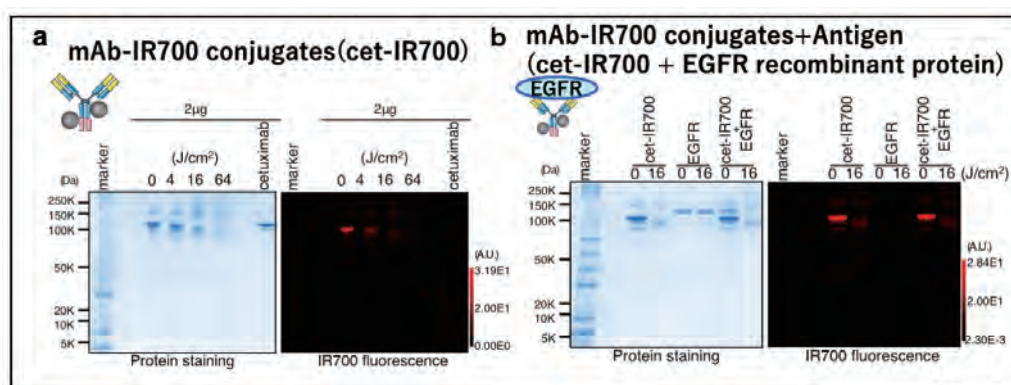 a
mAb-IR700 conjugates(cet-IR700)
2µg
2µg
marker
(J/cm²)
0 4 16 64
cetuximab
marker
(J/cm²)
0 4 16 64
cetuximab
(Da)
250K
150K
100K
50K
20K
10K
5K
(A.U.)
3.19E1
2.00E1
0.00E0
Protein staining
IR700 fluorescence
b
mAb-IR700 conjugates+Antigen
(cet-IR700 + EGFR recombinant protein)
EGFR
marker
cet-IR700
EGFR
cet-IR700
+
EGFR
marker
cet-IR700
EGFR
cet-IR700
+
EGFR
(Da)
0 16 0 16 0 16
0 16 0 16 0 16 (J/cm²)
250K
150K
100K
50K
20K
10K
5K
(A.U.)
2.84E1
2.00E1
2.30E-3
Protein staining
IR700 fluorescence